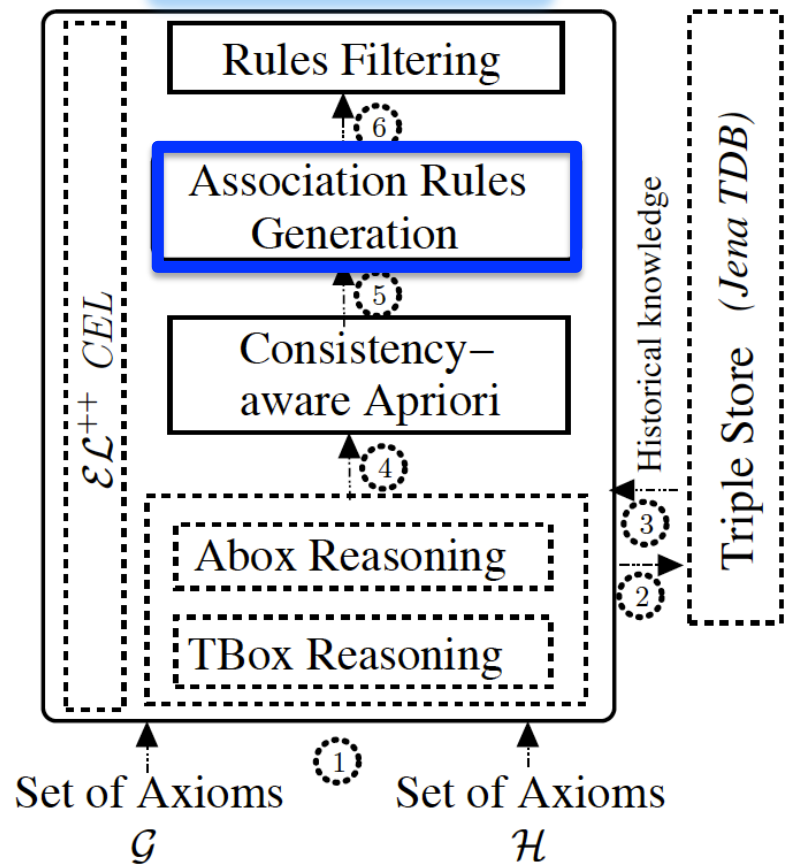 Rules Filtering
6
Association Rules
Generation
5
Consistency–
aware Apriori
4
Abox Reasoning
TBox Reasoning
ℰℒ⁺⁺ CEL
Historical knowledge
3
2
Triple Store (Jena TDB)
1
Set of Axioms
𝒢
Set of Axioms
ℋ